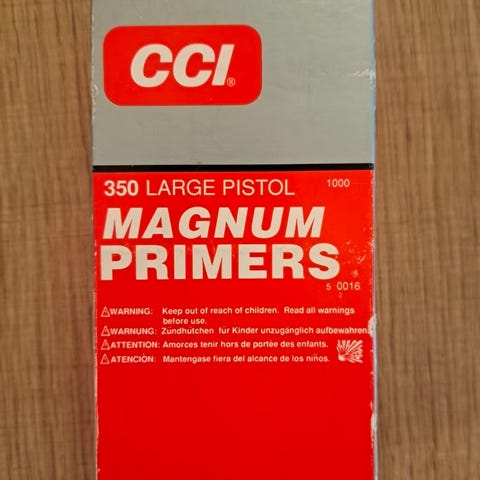 CCI®
350 LARGE PISTOL 1000
MAGNUM
PRIMERS
5 0016
⚠WARNING: Keep out of reach of children. Read all warnings
before use.
⚠WARNUNG: Zündhütchen für Kinder unzugänglich aufbewahren
⚠ATTENTION: Amorces tenir hors de portée des enfants.
⚠ATENCIÒN: Mantengase fiera del alcance de los niños.